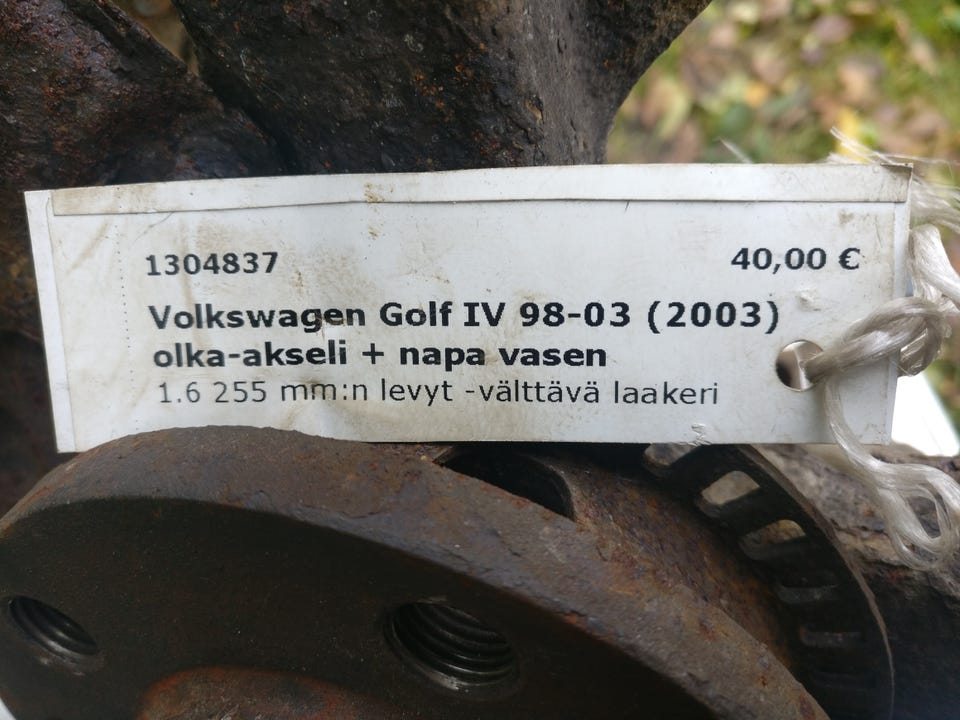 1304837 40,00 €
Volkswagen Golf IV 98-03 (2003)
olka-akseli + napa vasen
1.6 255 mm:n levyt -välttävä laakeri